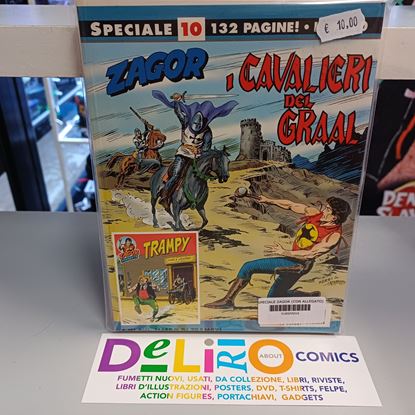 SPECIALE 10 132 PAGINE!
€ 10,00
ZAGOR
I CAVALIERI
DEL
GRAAL
TRAMPY
SPECIALE ZAGOR (CON ALLEGATO)
DELIRIO
ABOUT
COMICS
FUMETTI NUOVI, USATI, DA COLLEZIONE, LIBRI, RIVISTE,
LIBRI D'ILLUSTRAZIONI, POSTERS, DVD, T-SHIRTS, FELPE,
ACTION FIGURES, PORTACHIAVI, GADGETS